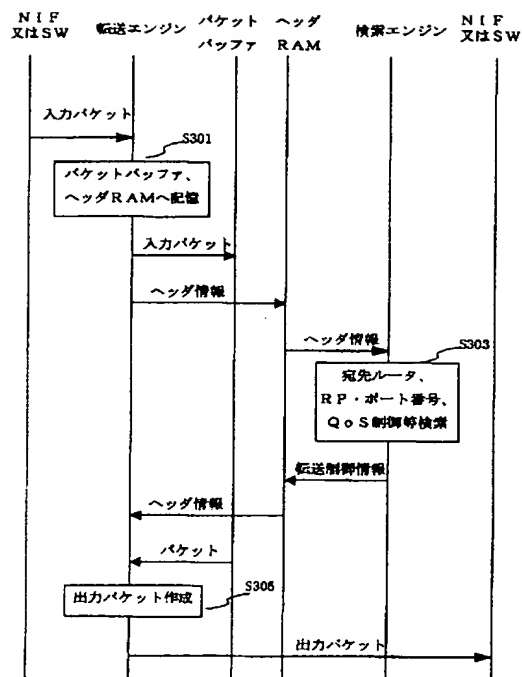 NIF
又はSW
転送エンジン
パケット
バッファ
ヘッダ
RAM
検索エンジン
NIF
又はSW
入力パケット
S301
パケットバッファ、
ヘッダRAMへ記憶
入力パケット
ヘッダ情報
ヘッダ情報
S303
宛先ルータ、
RP・ポート番号、
QoS制御等検索
転送制御情報
ヘッダ情報
パケット
S305
出力パケット作成
出力パケット